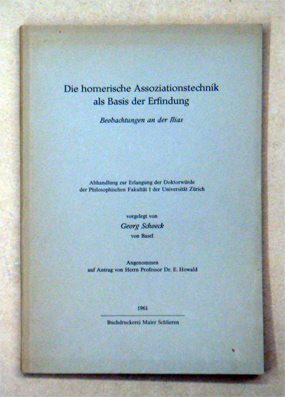 Die homerische Assoziationstechnik
als Basis der Erfindung
Beobachtungen an der Ilias
Abhandlung zur Erlangung der Doktorwürde
der Philosophischen Fakultät I der Universität Zürich
vorgelegt von
Georg Schoeck
von Basel
Angenommen
auf Antrag von Herrn Professor Dr. E. Howald
1961
Buchdruckerei Maier Schlieren